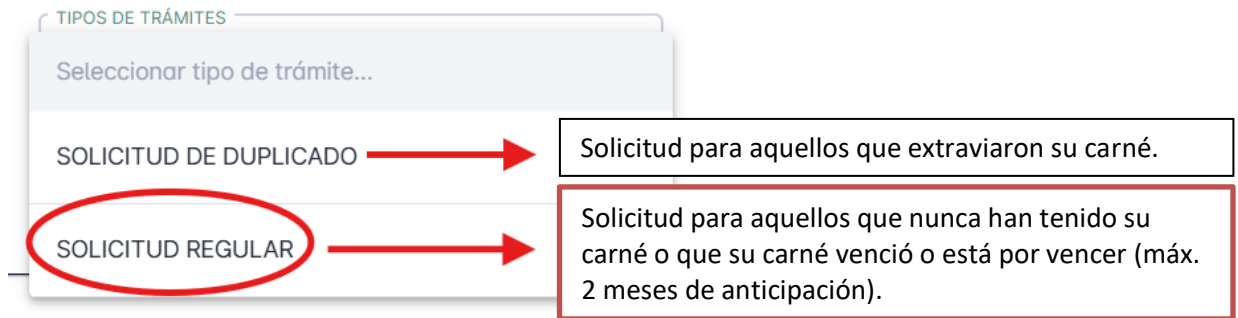 TIPOS DE TRÁMITES
Seleccionar tipo de trámite...
SOLICITUD DE DUPLICADO
Solicitud para aquellos que extraviaron su carné.
SOLICITUD REGULAR
Solicitud para aquellos que nunca han tenido su
carné o que su carné venció o está por vencer (máx.
2 meses de anticipación).